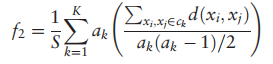 f₂ = \frac{1}{S} \sum_{k=1}^{K} a_k \left( \frac{\sum_{x_i, x_j \in c_k} d(x_i, x_j)}{a_k(a_k - 1)/2} \right)